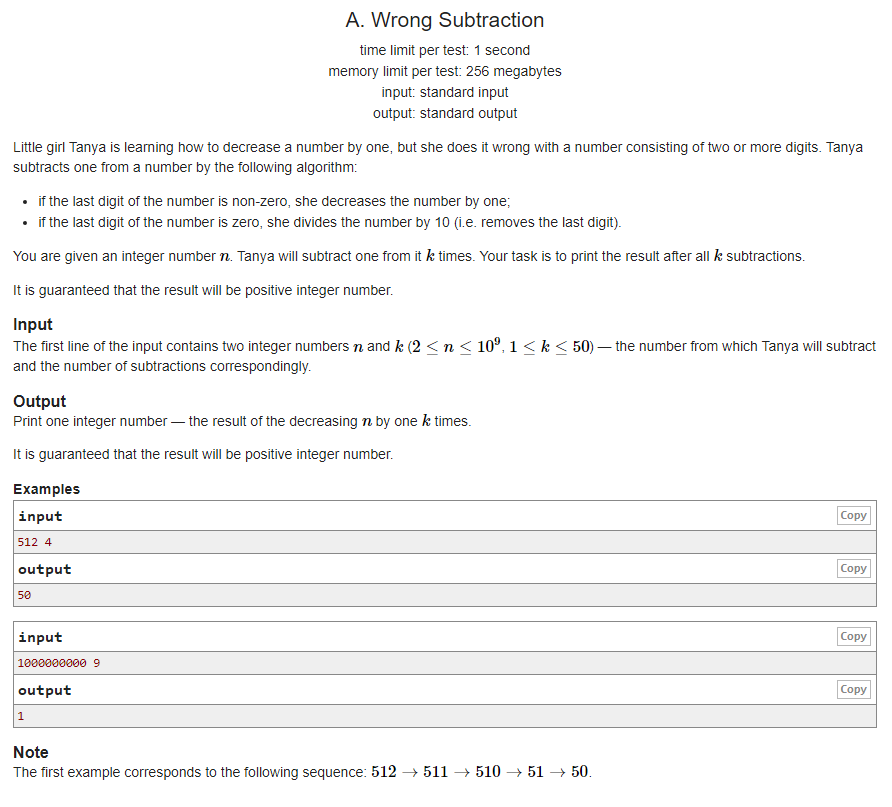 A. Wrong Subtraction
time limit per test: 1 second
memory limit per test: 256 megabytes
input: standard input
output: standard output
Little girl Tanya is learning how to decrease a number by one, but she does it wrong with a number consisting of two or more digits. Tanya
subtracts one from a number by the following algorithm:
• if the last digit of the number is non-zero, she decreases the number by one;
• if the last digit of the number is zero, she divides the number by 10 (i.e. removes the last digit).
You are given an integer number n. Tanya will subtract one from it k times. Your task is to print the result after all k subtractions.
It is guaranteed that the result will be positive integer number.
Input
The first line of the input contains two integer numbers n and k (2 ≤ n ≤ 10⁹, 1 ≤ k ≤ 50) — the number from which Tanya will subtract
and the number of subtractions correspondingly.
Output
Print one integer number — the result of the decreasing n by one k times.
It is guaranteed that the result will be positive integer number.
Examples
input Copy
512 4
output Copy
50
input Copy
1000000000 9
output Copy
1
Note
The first example corresponds to the following sequence: 512 → 511 → 510 → 51 → 50.